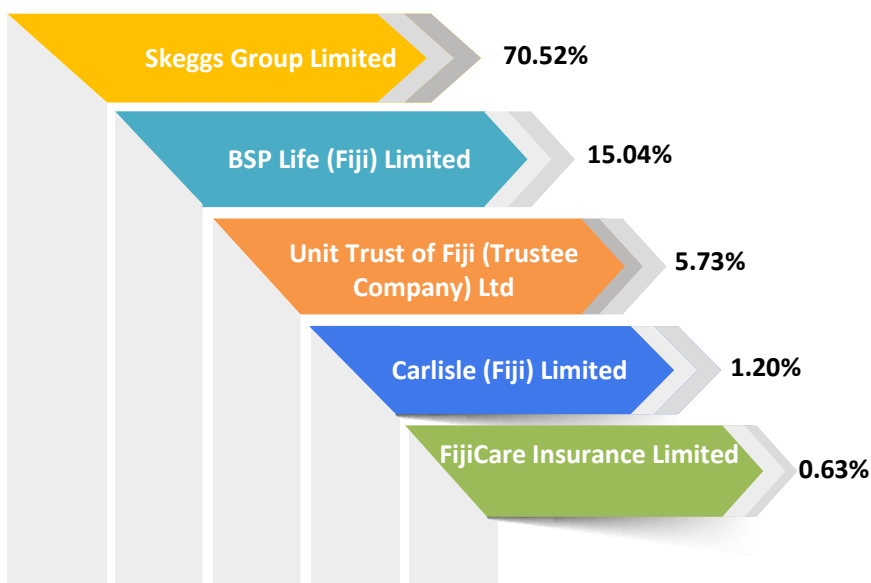 Skeggs Group Limited 70.52%
BSP Life (Fiji) Limited 15.04%
Unit Trust of Fiji (Trustee
Company) Ltd
5.73%
Carlisle (Fiji) Limited 1.20%
FijiCare Insurance Limited
0.63%